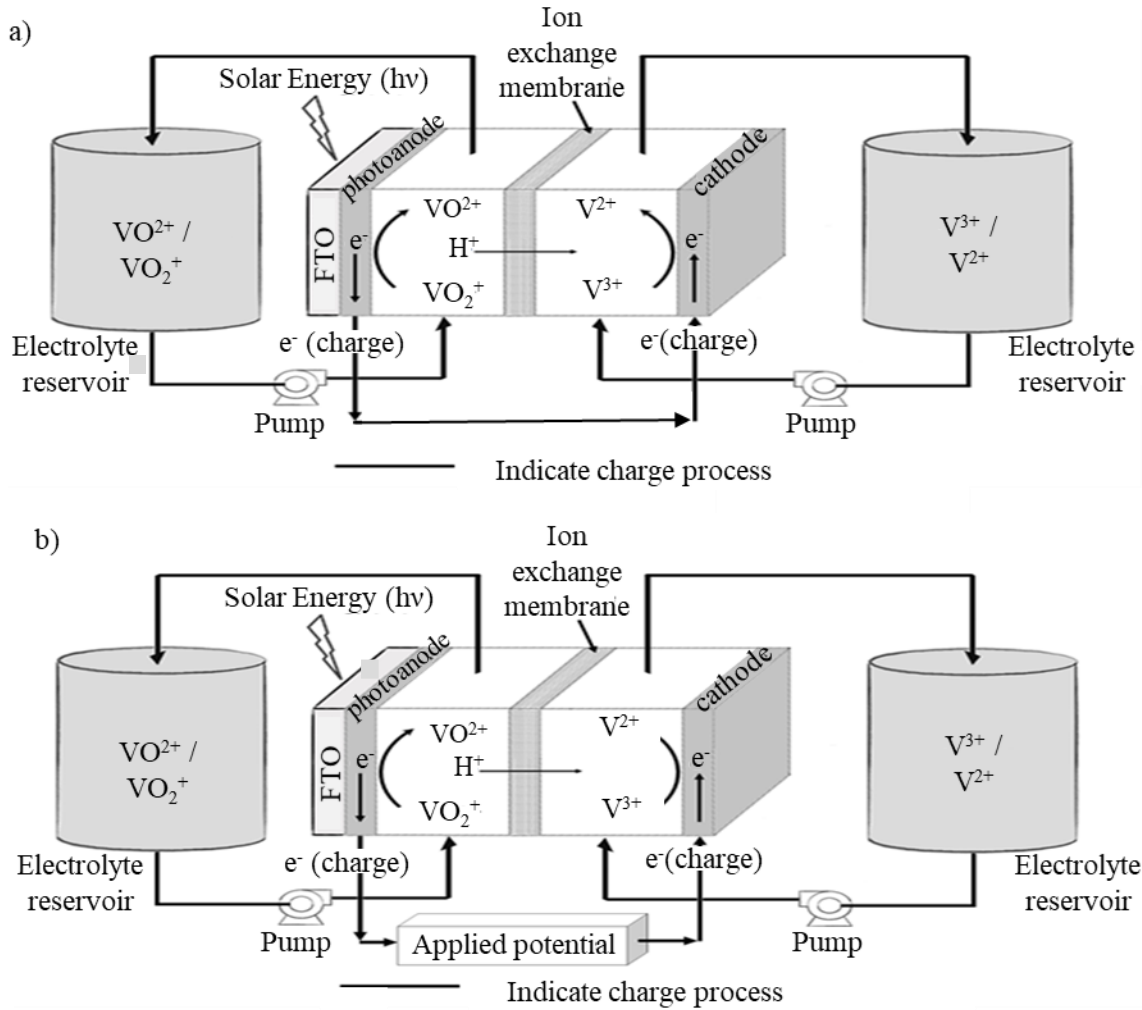 a)
Ion
exchange
membrane
Solar Energy (hν)
photoanode
cathode
VO²⁺ /
VO₂⁺
FTO
e⁻
VO²⁺
H⁺
VO₂⁺
V²⁺
V³⁺
e⁻
V³⁺ /
V²⁺
Electrolyte
reservoir
e⁻ (charge)
e⁻(charge)
Electrolyte
reservoir
Pump
Pump
Indicate charge process
b)
Ion
exchange
membrane
Solar Energy (hν)
photoanode
cathode
VO²⁺ /
VO₂⁺
FTO
e⁻
VO²⁺
H⁺
VO₂⁺
V²⁺
V³⁺
e⁻
V³⁺ /
V²⁺
Electrolyte
reservoir
e⁻ (charge)
e⁻(charge)
Electrolyte
reservoir
Pump
Applied potential
Pump
Indicate charge process